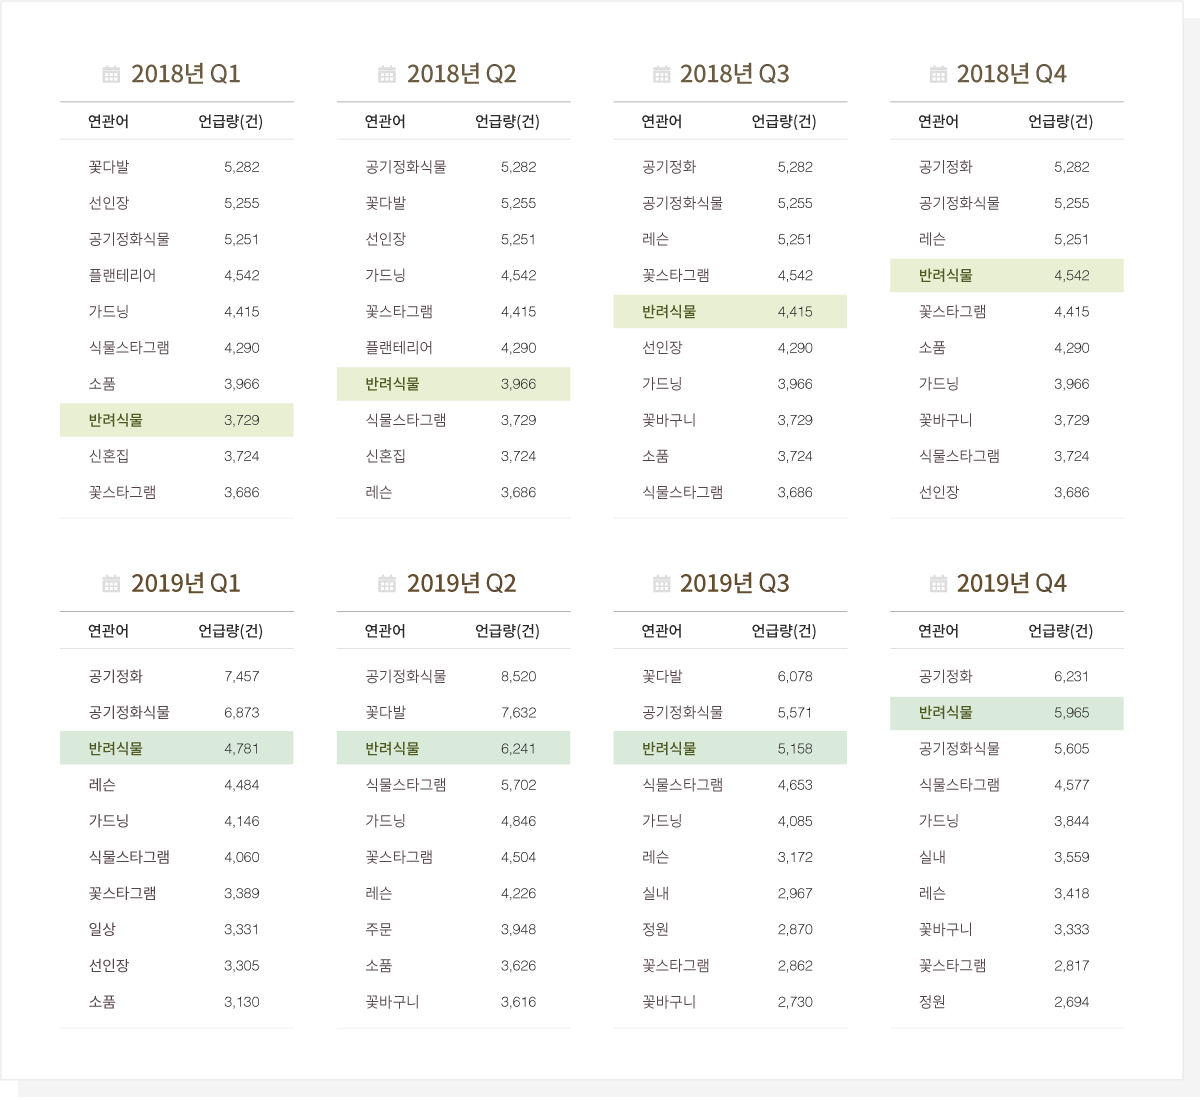 2018년 Q1
연관어 언급량(건)
꽃다발 5,282
선인장 5,255
공기정화식물 5,251
플랜테리어 4,542
가드닝 4,415
식물스타그램 4,290
소품 3,966
반려식물 3,729
신혼집 3,724
꽃스타그램 3,686
2018년 Q2
연관어 언급량(건)
공기정화식물 5,282
꽃다발 5,255
선인장 5,251
가드닝 4,542
꽃스타그램 4,415
플랜테리어 4,290
반려식물 3,966
식물스타그램 3,729
신혼집 3,724
레슨 3,686
2018년 Q3
연관어 언급량(건)
공기정화 5,282
공기정화식물 5,255
레슨 5,251
꽃스타그램 4,542
반려식물 4,415
선인장 4,290
가드닝 3,966
꽃바구니 3,729
소품 3,724
식물스타그램 3,686
2018년 Q4
연관어 언급량(건)
공기정화 5,282
공기정화식물 5,255
레슨 5,251
반려식물 4,542
꽃스타그램 4,415
소품 4,290
가드닝 3,966
꽃바구니 3,729
식물스타그램 3,724
선인장 3,686
2019년 Q1
연관어 언급량(건)
공기정화 7,457
공기정화식물 6,873
반려식물 4,781
레슨 4,484
가드닝 4,146
식물스타그램 4,060
꽃스타그램 3,389
일상 3,331
선인장 3,305
소품 3,130
2019년 Q2
연관어 언급량(건)
공기정화식물 8,520
꽃다발 7,632
반려식물 6,241
식물스타그램 5,702
가드닝 4,846
꽃스타그램 4,504
레슨 4,226
주문 3,948
소품 3,626
꽃바구니 3,616
2019년 Q3
연관어 언급량(건)
꽃다발 6,078
공기정화식물 5,571
반려식물 5,158
식물스타그램 4,653
가드닝 4,085
레슨 3,172
실내 2,967
정원 2,870
꽃스타그램 2,862
꽃바구니 2,730
2019년 Q4
연관어 언급량(건)
공기정화 6,231
반려식물 5,965
공기정화식물 5,605
식물스타그램 4,577
가드닝 3,844
실내 3,559
레슨 3,418
꽃바구니 3,333
꽃스타그램 2,817
정원 2,694